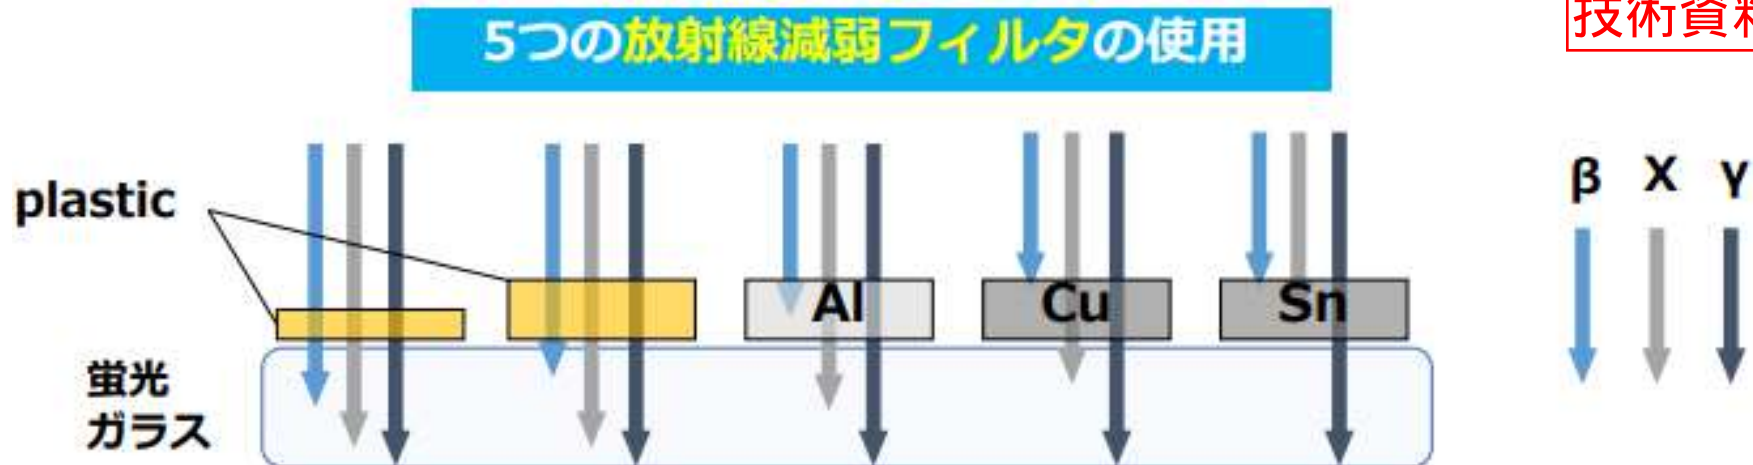 5つの放射線減弱フィルタの使用
技術資料
plastic
β X γ
Al
Cu
Sn
蛍光
ガラス